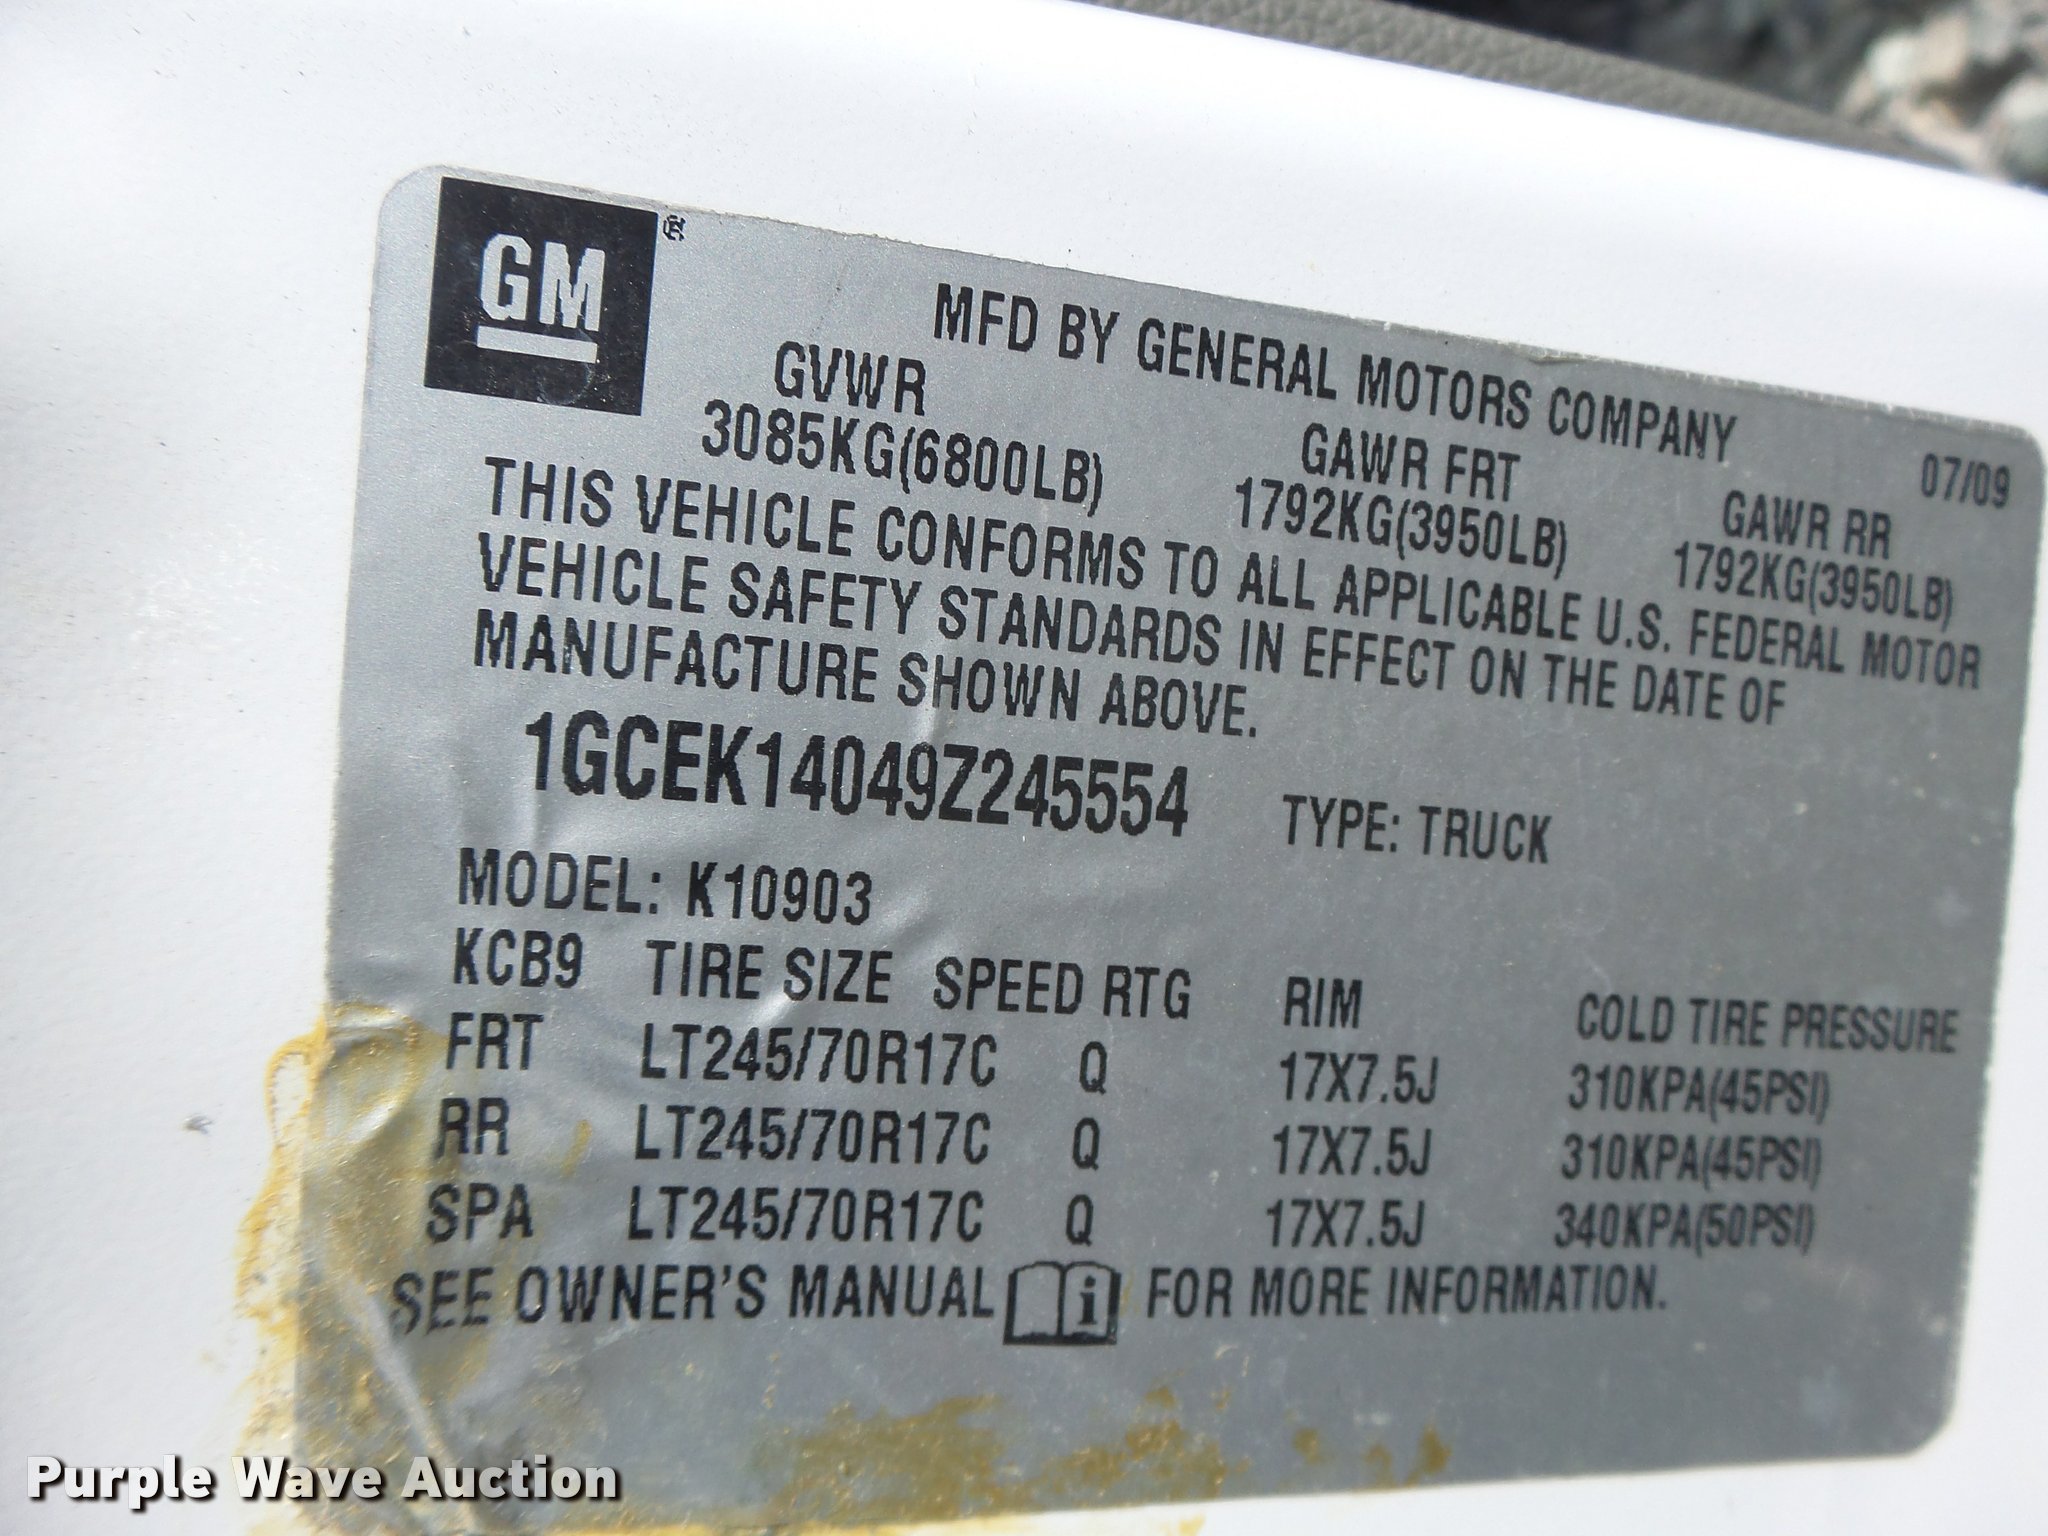 GM ®
MFD BY GENERAL MOTORS COMPANY 07/09
GVWR GAWR FRT GAWR RR
3085KG(6800LB) 1792KG(3950LB) 1792KG(3950LB)
THIS VEHICLE CONFORMS TO ALL APPLICABLE U.S. FEDERAL MOTOR
VEHICLE SAFETY STANDARDS IN EFFECT ON THE DATE OF
MANUFACTURE SHOWN ABOVE.
1GCEK14049Z245554 TYPE: TRUCK
MODEL: K10903
KCB9 TIRE SIZE SPEED RTG RIM COLD TIRE PRESSURE
FRT LT245/70R17C Q 17X7.5J 310KPA(45PSI)
RR LT245/70R17C Q 17X7.5J 310KPA(45PSI)
SPA LT245/70R17C Q 17X7.5J 340KPA(50PSI)
SEE OWNER'S MANUAL i FOR MORE INFORMATION.
Purple Wave Auction